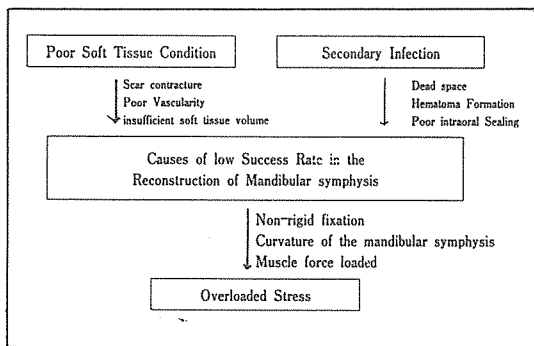 Poor Soft Tissue Condition
Secondary Infection
Scar contracture
Poor Vascularity
insufficient soft tissue volume
Dead space
Hematoma Formation
Poor intraoral Sealing
Causes of low Success Rate in the
Reconstruction of Mandibular symphysis
Non-rigid fixation
Curvature of the mandibular symphysis
Muscle force loaded
Overloaded Stress